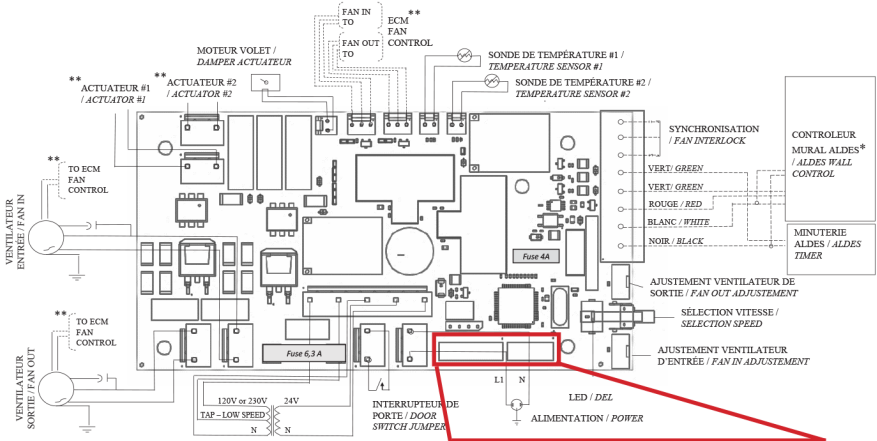 FAN IN
TO
FAN OUT
TO
ECM **
FAN
CONTROL
MOTEUR VOLET /
DAMPER ACTUATEUR
SONDE DE TEMPÉRATURE #1 /
TEMPERATURE SENSOR #1
SONDE DE TEMPÉRATURE #2 /
TEMPERATURE SENSOR #2
** ACTUATEUR #1
/ ACTUATOR #1
** ACTUATEUR #2
/ ACTUATOR #2
** TO ECM
FAN
CONTROL
VENTILATEUR
ENTRÉE / FAN IN
** TO ECM
FAN
CONTROL
VENTILATEUR
SORTIE / FAN OUT
SYNCHRONISATION
/ FAN INTERLOCK
VERT/ GREEN
VERT/ GREEN
ROUGE / RED
BLANC / WHITE
NOIR / BLACK
CONTROLEUR
MURAL ALDES*
/ ALDES WALL
CONTROL
MINUTERIE
ALDES / ALDES
TIMER
Fuse 4A
Fuse 6,3 A
AJUSTEMENT VENTILATEUR DE
SORTIE / FAN OUT ADJUSTEMENT
SÉLECTION VITESSE /
SELECTION SPEED
AJUSTEMENT VENTILATEUR
D'ENTRÉE / FAN IN ADJUSTEMENT
120V or 230V
24V
TAP – LOW SPEED
N
N
INTERRUPTEUR DE
PORTE / DOOR
SWITCH JUMPER
L1
N
LED / DEL
ALIMENTATION / POWER